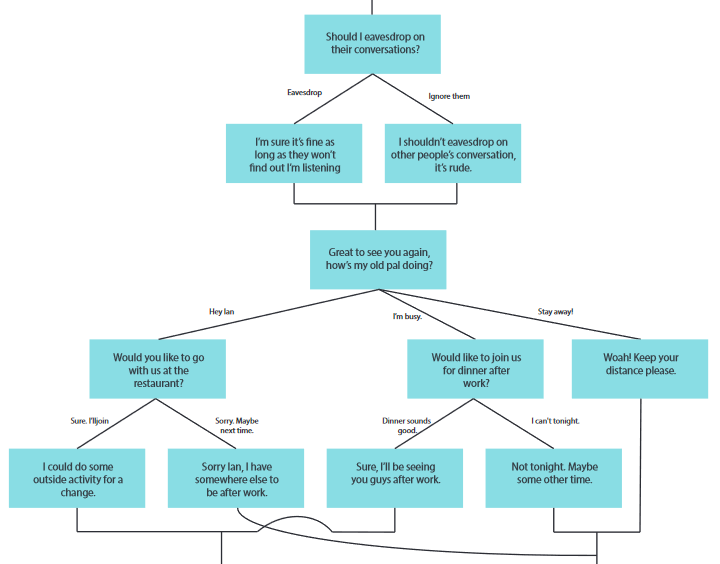 Should I eavesdrop on
their conversations?
Eavesdrop
Ignore them
I'm sure it's fine as
long as they won't
find out I'm listening
I shouldn't eavesdrop on
other people's conversation,
it's rude.
Great to see you again,
how's my old pal doing?
Hey Ian
I'm busy.
Stay away!
Would you like to go
with us at the
restaurant?
Would like to join us
for dinner after
work?
Woah! Keep your
distance please.
Sure. I'lljoin
Sorry. Maybe
next time.
Dinner sounds
good.
I can't tonight.
I could do some
outside activity for a
change.
Sorry Ian, I have
somewhere else to
be after work.
Sure, I'll be seeing
you guys after work.
Not tonight. Maybe
some other time.